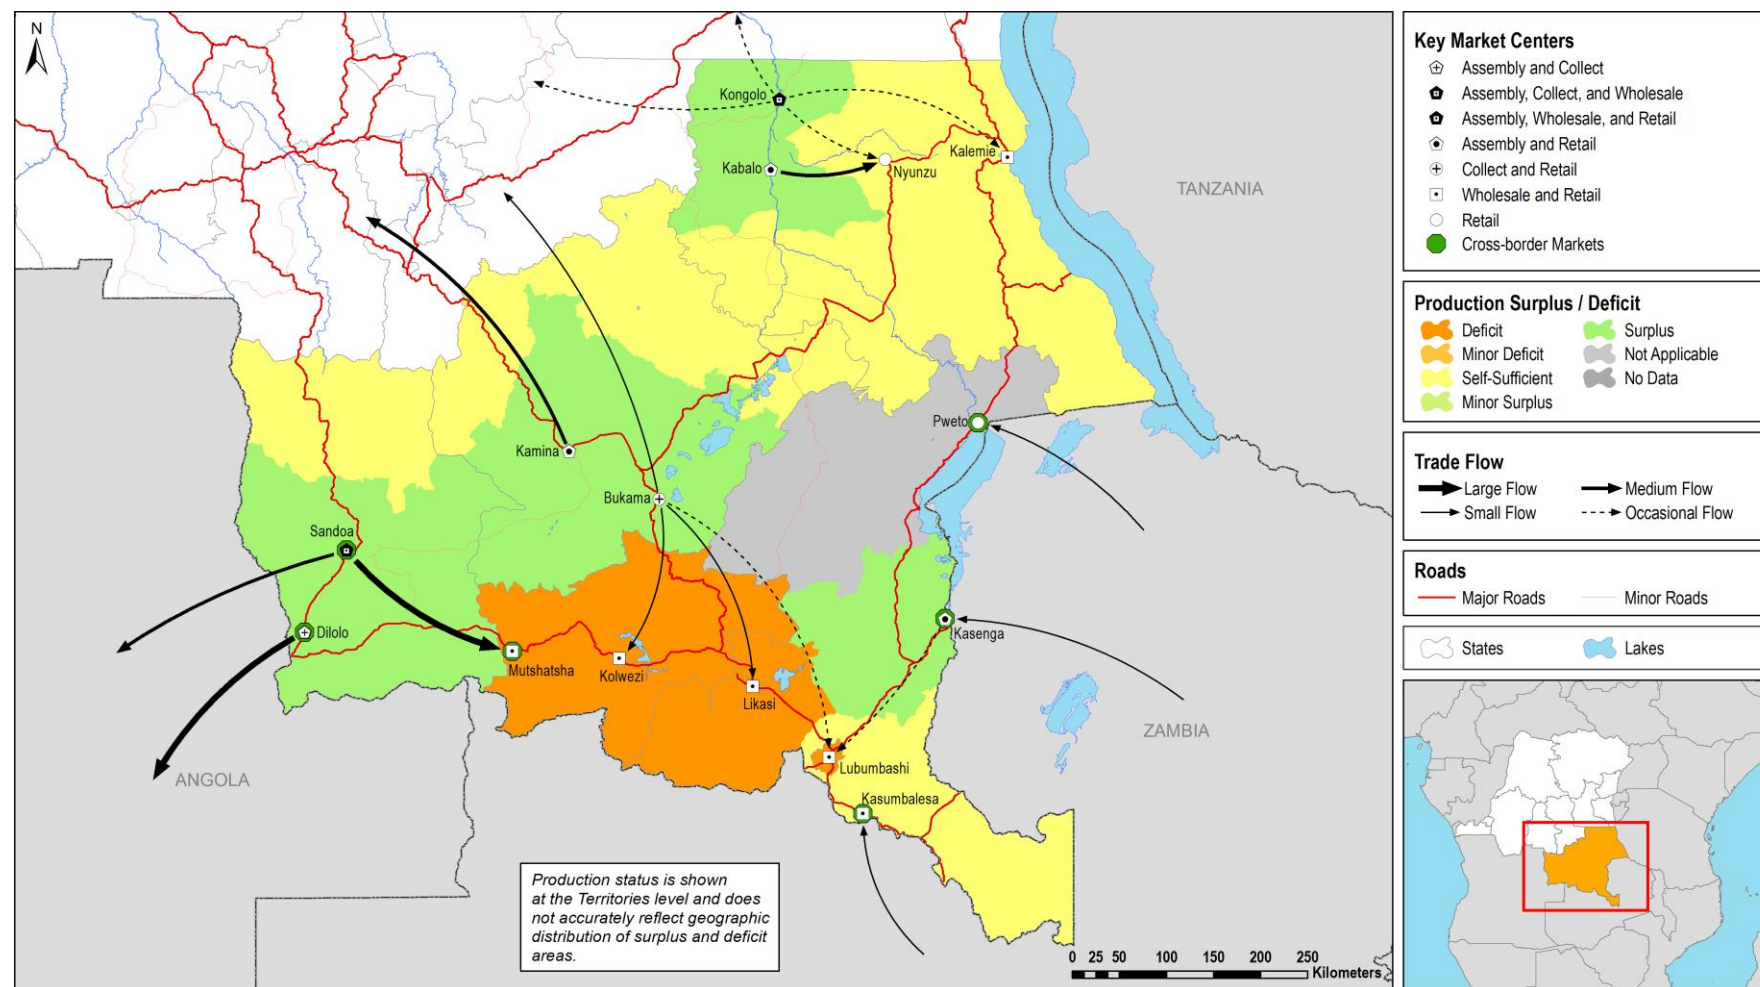 N
Kongolo
Kabalo
Nyunzu
Kalemie
TANZANIA
Pweto
Kamina
Bukama
Sandoa
Dilolo
Mutshatsha
Kolwezi
Likasi
Kasenga
Lubumbashi
Kasumbalesa
ANGOLA
ZAMBIA
Production status is shown
at the Territories level and does
not accurately reflect geographic
distribution of surplus and deficit
areas.
0 25 50 100 150 200 250
Kilometers
Key Market Centers
Assembly and Collect
Assembly, Collect, and Wholesale
Assembly, Wholesale, and Retail
Assembly and Retail
Collect and Retail
Wholesale and Retail
Retail
Cross-border Markets
Production Surplus / Deficit
Deficit
Minor Deficit
Self-Sufficient
Minor Surplus
Surplus
Not Applicable
No Data
Trade Flow
Large Flow
Medium Flow
Small Flow
Occasional Flow
Roads
Major Roads
Minor Roads
States
Lakes